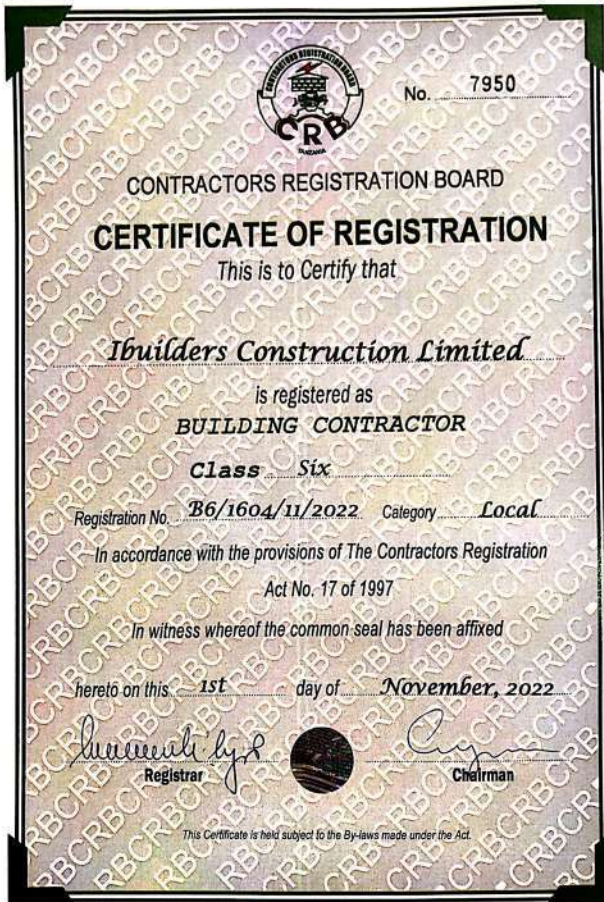 CONTRACTORS REGISTRATION BOARD
CRB
TANZANIA
No. 7950
CONTRACTORS REGISTRATION BOARD
CERTIFICATE OF REGISTRATION
This is to Certify that
Ibuilders Construction Limited
is registered as
BUILDING CONTRACTOR
Class Six
Registration No. B6/1604/11/2022 Category Local
In accordance with the provisions of The Contractors Registration
Act No. 17 of 1997
In witness whereof the common seal has been affixed
hereto on this 1st day of November, 2022
Registrar Chairman
This Certificate is held subject to the By-laws made under the Act.